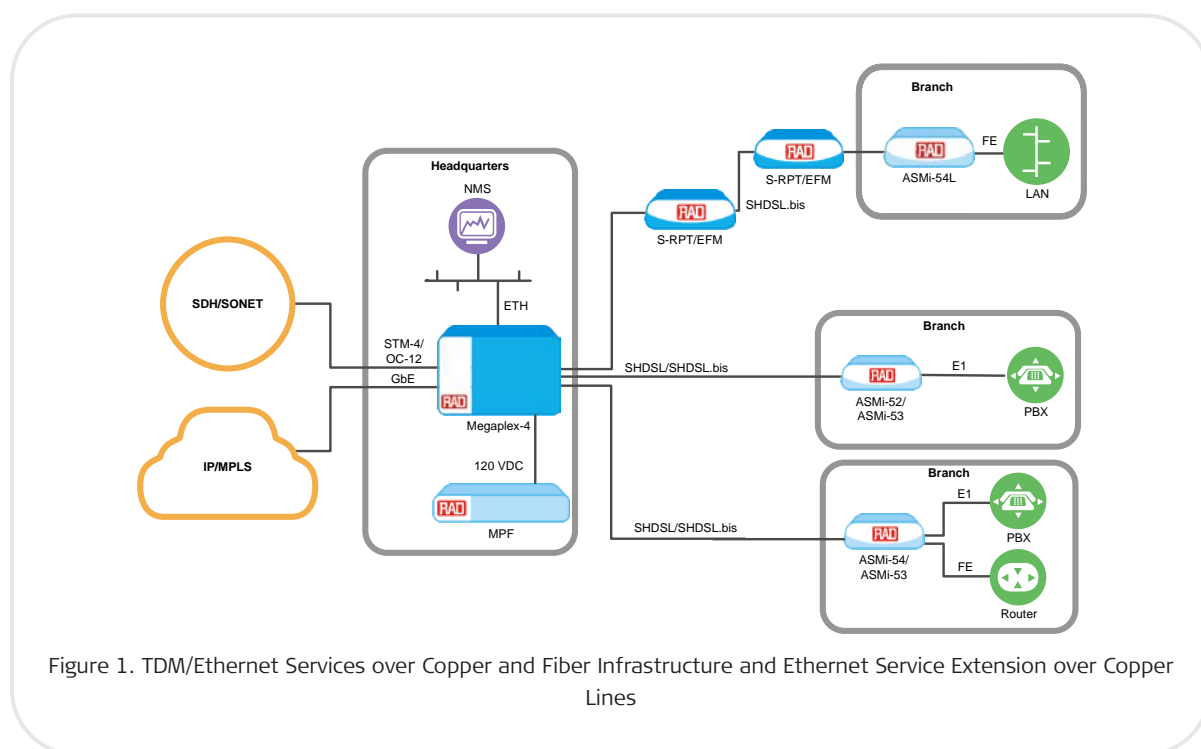 Branch
RAD
ASMi-54L
FE
LAN
RAD
S-RPT/EFM
SHDSL.bis
RAD
S-RPT/EFM
Headquarters
NMS
ETH
SDH/SONET
STM-4/
OC-12
GbE
RAD
Megaplex-4
IP/MPLS
120 VDC
RAD
MPF
SHDSL/SHDSL.bis
Branch
RAD
ASMi-52/
ASMi-53
E1
PBX
SHDSL/SHDSL.bis
Branch
RAD
ASMi-54/
ASMi-53
E1
PBX
FE
Router
Figure 1. TDM/Ethernet Services over Copper and Fiber Infrastructure and Ethernet Service Extension over Copper
Lines